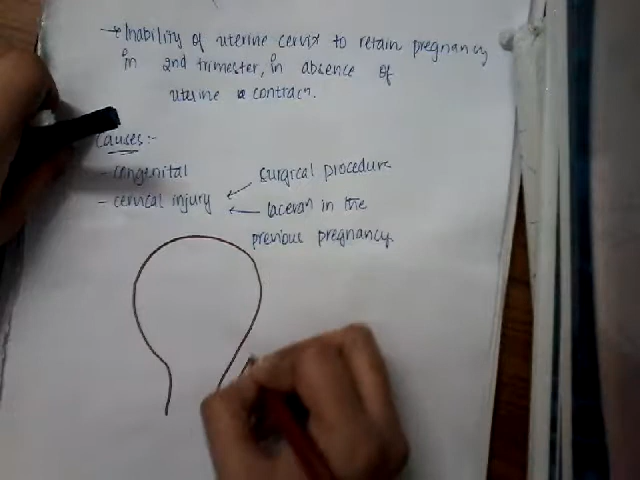 → Inability of uterine cervix to retain pregnancy
in 2nd trimester, in absence of
uterine contracn.
Causes:-
- congenital
surgical procedure
- cervical injury
laceran in the
previous pregnancy.